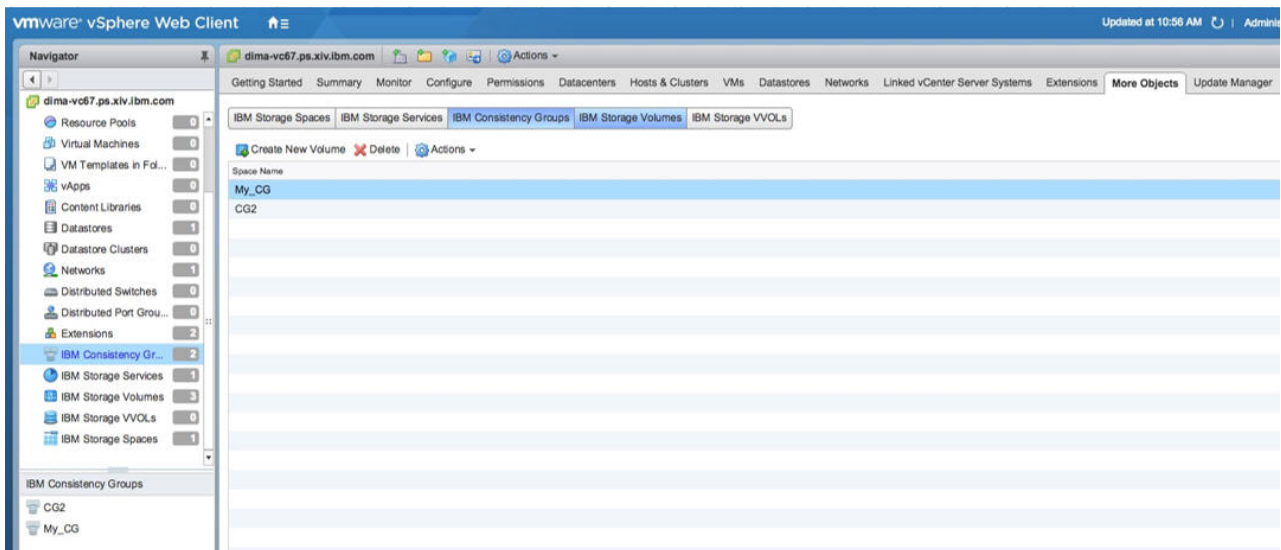 vmware® vSphere Web Client
Updated at 10:56 AM | Adminis
Navigator
dima-vc67.ps.xiv.ibm.com
Resource Pools 0
Virtual Machines 0
VM Templates in Fol... 0
vApps 0
Content Libraries 0
Datastores 1
Datastore Clusters 0
Networks 1
Distributed Switches 0
Distributed Port Grou... 0
Extensions 2
IBM Consistency Gr... 2
IBM Storage Services 1
IBM Storage Volumes 3
IBM Storage VVOLs 0
IBM Storage Spaces 1
IBM Consistency Groups
CG2
My_CG
dima-vc67.ps.xiv.ibm.com Actions
Getting Started Summary Monitor Configure Permissions Datacenters Hosts & Clusters VMs Datastores Networks Linked vCenter Server Systems Extensions More Objects Update Manager
IBM Storage Spaces IBM Storage Services IBM Consistency Groups IBM Storage Volumes IBM Storage VVOLs
Create New Volume Delete | Actions
Space Name
My_CG
CG2